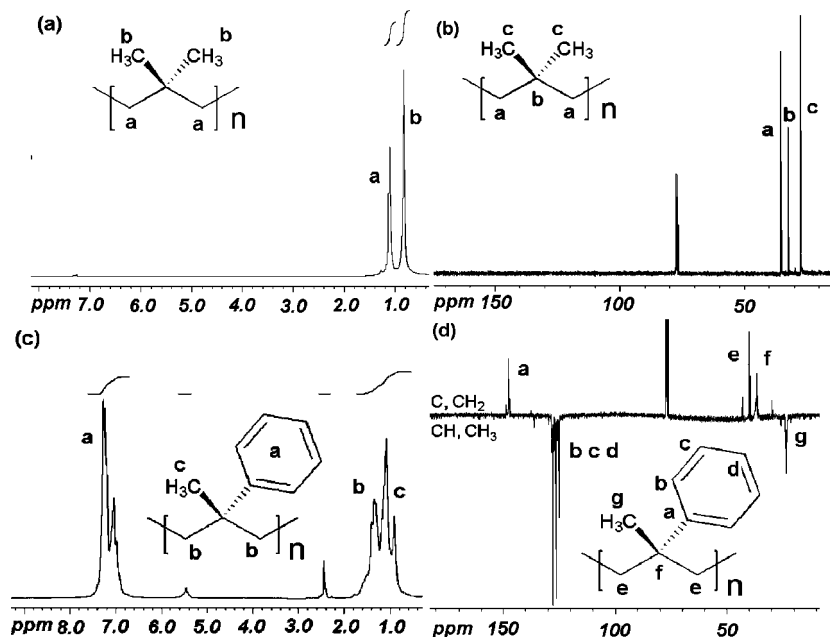 (a)
b b
H₃C CH₃
a a n
a
b
ppm 7.0 6.0 5.0 4.0 3.0 2.0 1.0
(b)
c c
H₃C CH₃
b
a a n
a b c
ppm 150 100 50
(c)
a
a
c
H₃C
b b n
b c
ppm 8.0 7.0 6.0 5.0 4.0 3.0 2.0 1.0
(d)
a
e f
C, CH₂
CH, CH₃
b c d
g
c
d
b
g
H₃C a
e f e n
ppm 150 100 50